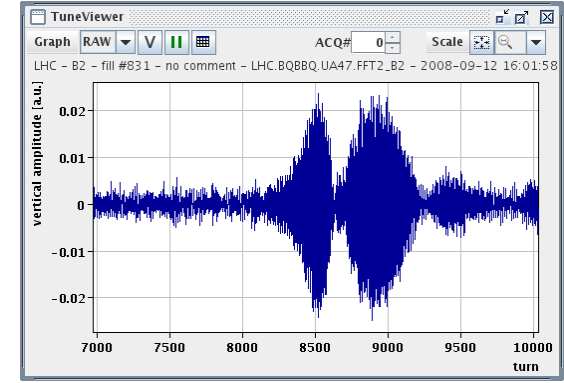 TuneViewer
Graph RAW V ACQ# 0 Scale
LHC - B2 - fill #831 - no comment - LHC.BQBBQ.UA47.FFT2_B2 - 2008-09-12 16:01:58
vertical amplitude [a.u.]
0.02
0.01
0
-0.01
-0.02
7000 7500 8000 8500 9000 9500 10000
turn